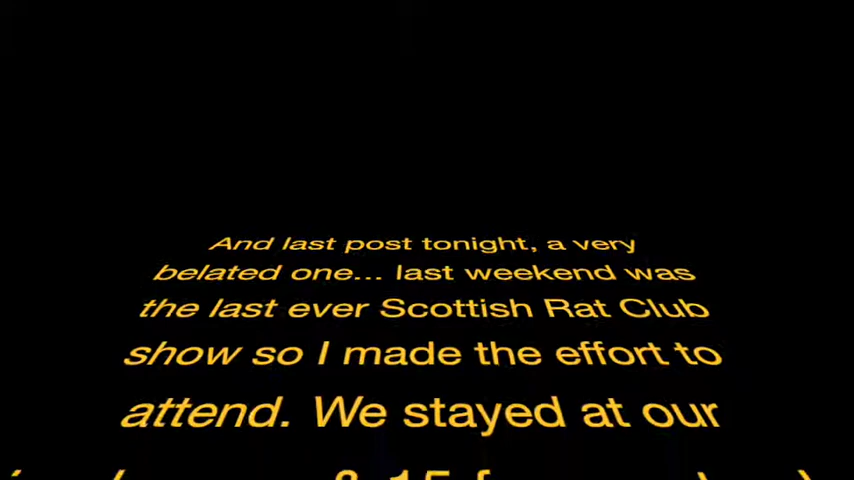 And last post tonight, a very
belated one... last weekend was
the last ever Scottish Rat Club
show so I made the effort to
attend. We stayed at our